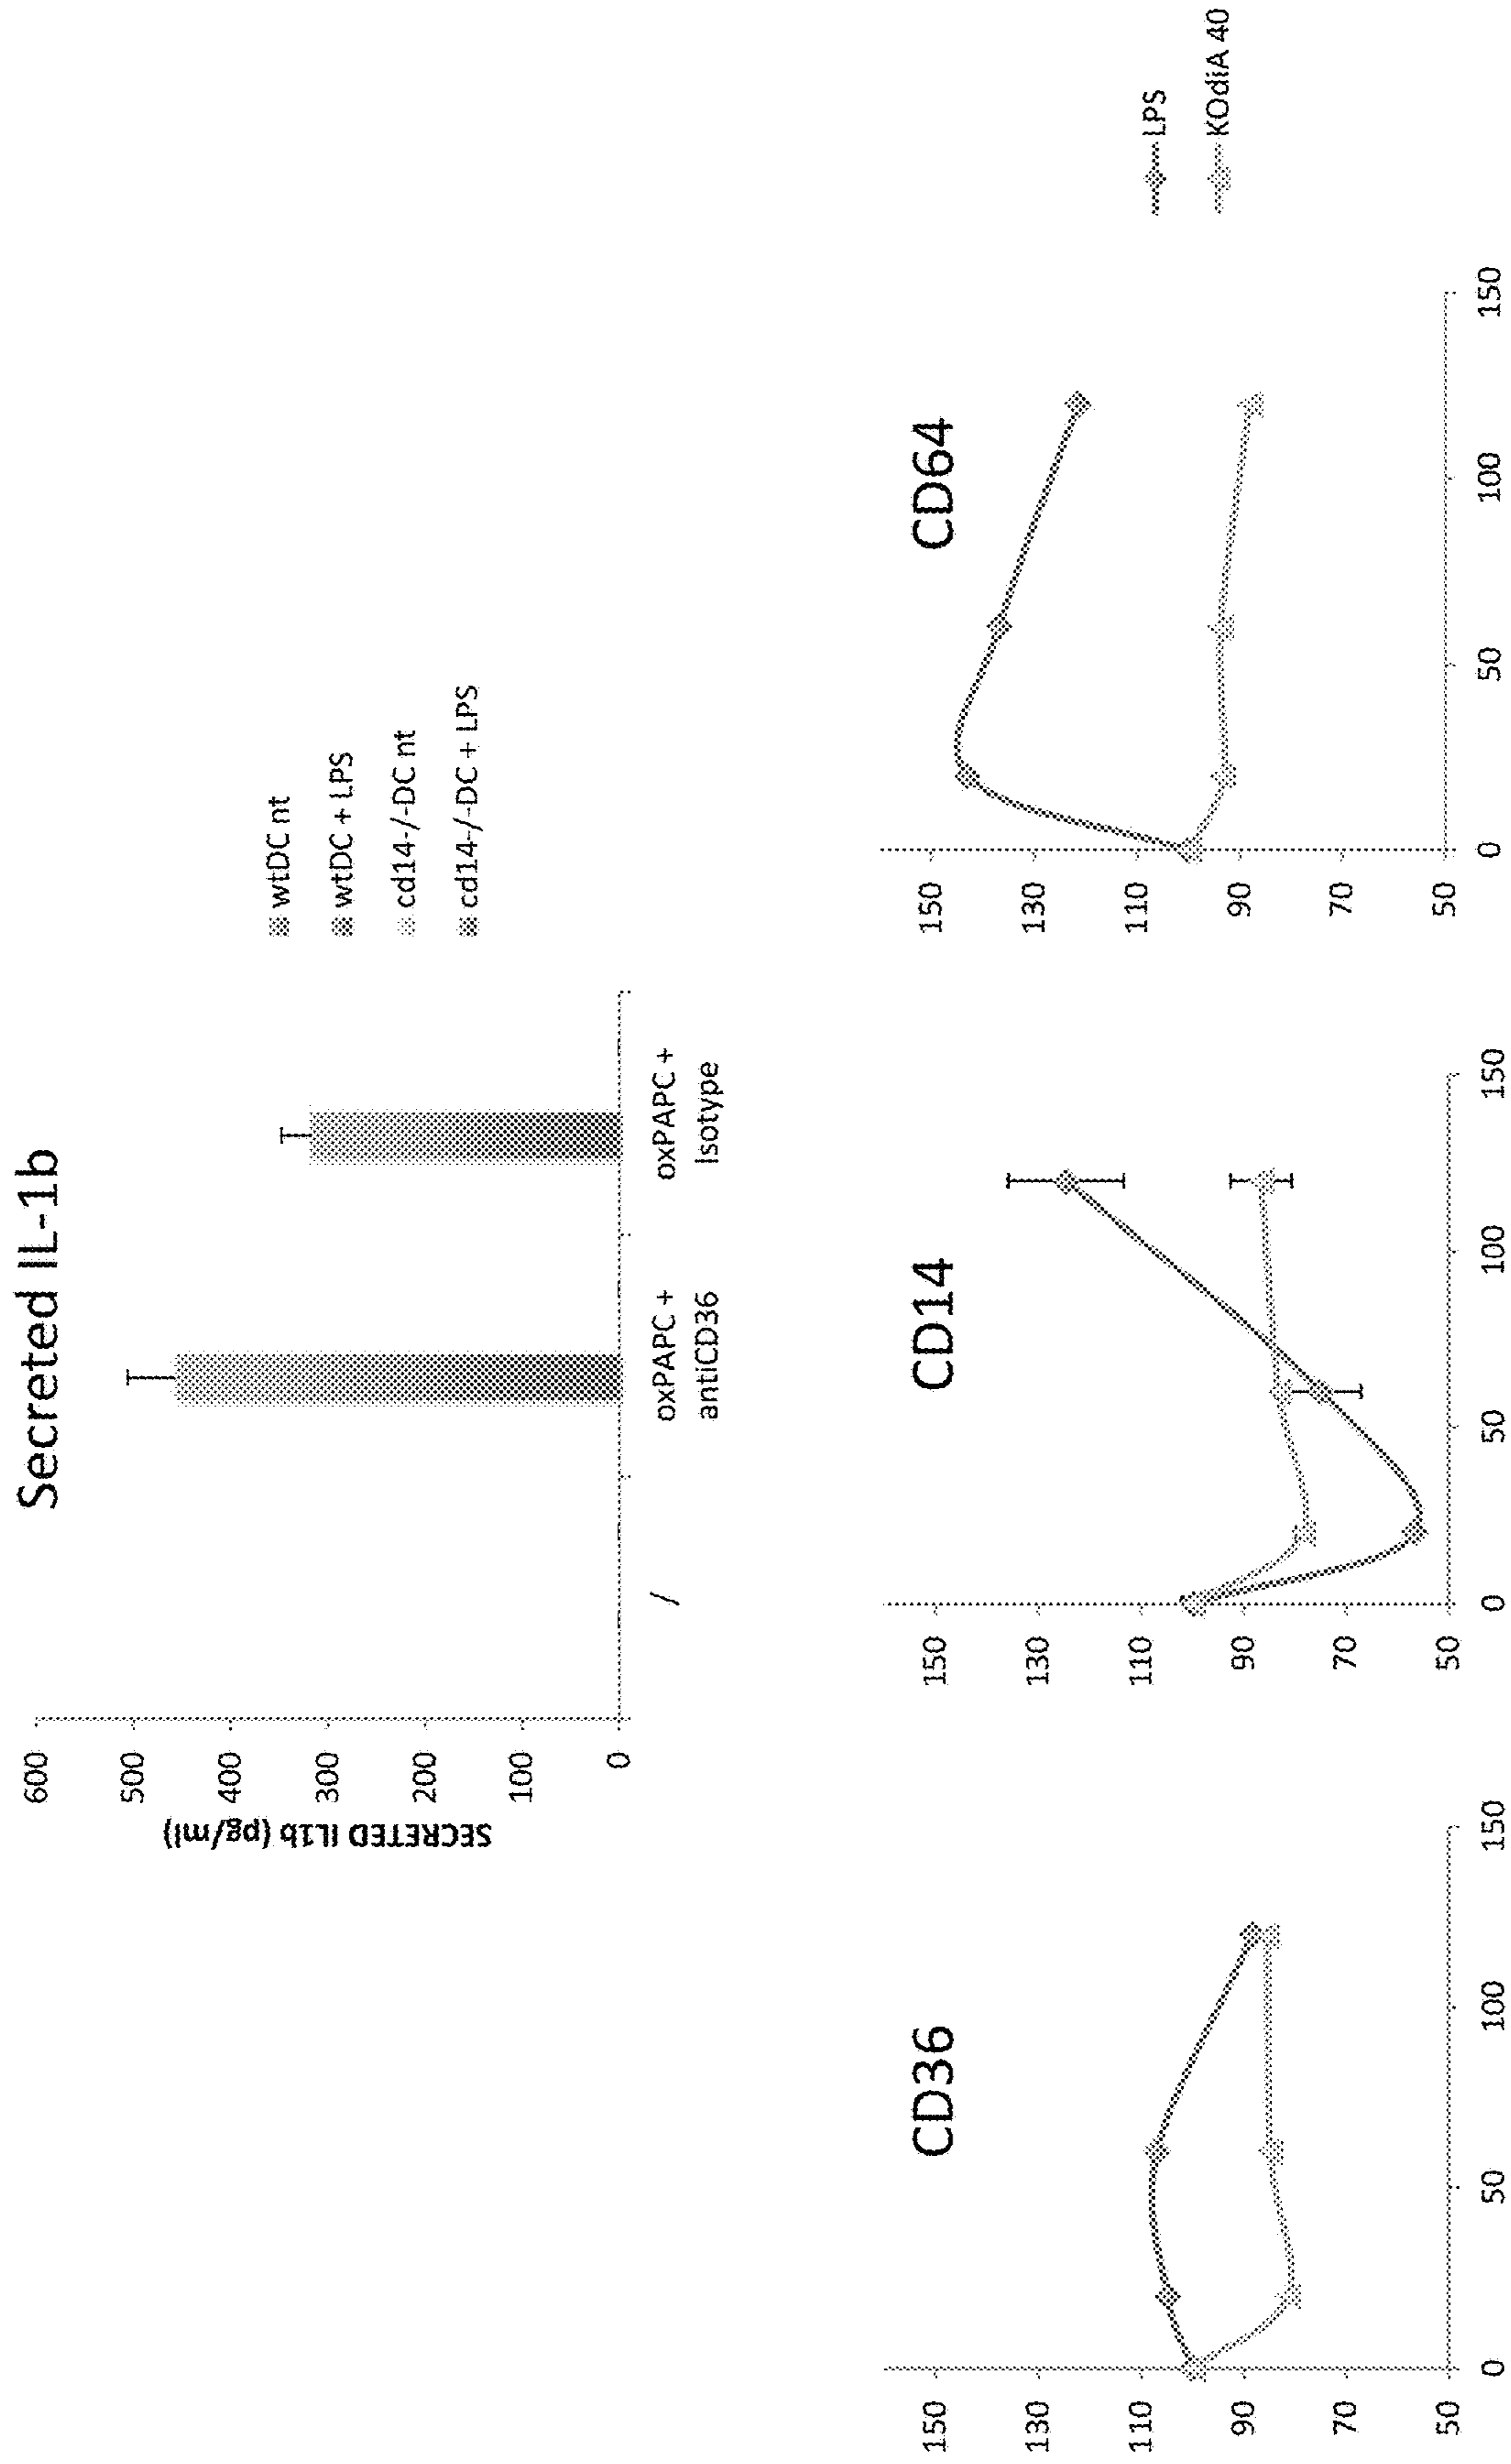 Secreted IL-1b
SECRETED IL1b (pg/ml)
600
500
400
300
200
100
0
/
oxPAPC +
antiCD36
oxPAPC +
Isotype
wtDC nt
wtDC + LPS
cd14-/-DC nt
cd14-/-DC + LPS
CD36
150
130
110
90
70
50
0
50
100
150
CD14
150
130
110
90
70
50
0
50
100
150
CD64
150
130
110
90
70
50
0
50
100
150
LPS
KOdiA 40